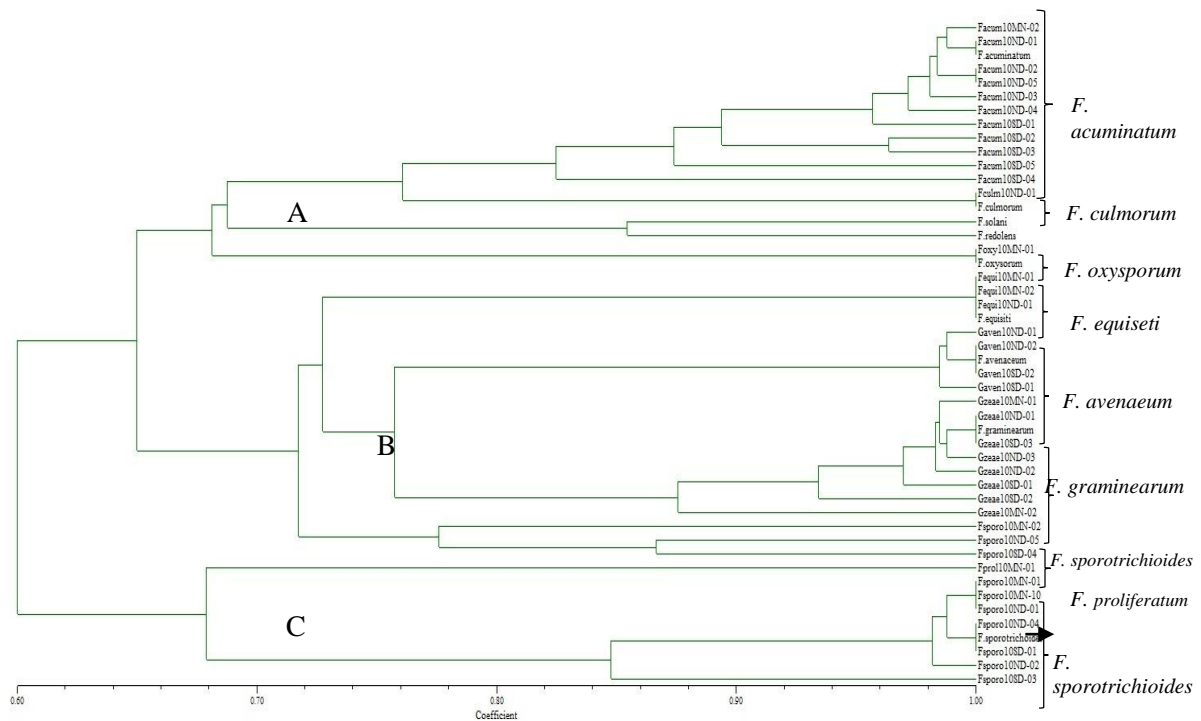 Facum10MN-02
Facum10ND-01
F.acuminatum
Facum10ND-02
Facum10ND-05
Facum10ND-03
Facum10ND-04
Facum10SD-01
Facum10SD-02
Facum10SD-03
Facum10SD-05
Facum10SD-04
Fculm10ND-01
F.culmorum
F.solani
F.redolens
Foxy10MN-01
F.oxysorum
Fequi10MN-01
Fequi10MN-02
Fequi10ND-01
F.equisiti
Gaven10ND-01
Gaven10ND-02
F.avenaceum
Gaven10SD-02
Gaven10SD-01
Gzeae10MN-01
Gzeae10ND-01
F.graminearum
Gzeae10SD-03
Gzeae10ND-03
Gzeae10ND-02
Gzeae10SD-01
Gzeae10SD-02
Gzeae10MN-02
Fsporo10MN-02
Fsporo10ND-05
Fsporo10SD-04
Fprol10MN-01
Fsporo10MN-01
Fsporo10MN-10
Fsporo10ND-01
Fsporo10ND-04
F.sporotrichoide
Fsporo10SD-01
Fsporo10ND-02
Fsporo10SD-03
F.
acuminatum
F. culmorum
F. oxysporum
F. equiseti
F. avenaeum
F. graminearum
F. sporotrichioides
F. proliferatum
F.
sporotrichioides
A
B
C
0.60 0.70 0.80 0.90 1.00
Coefficient